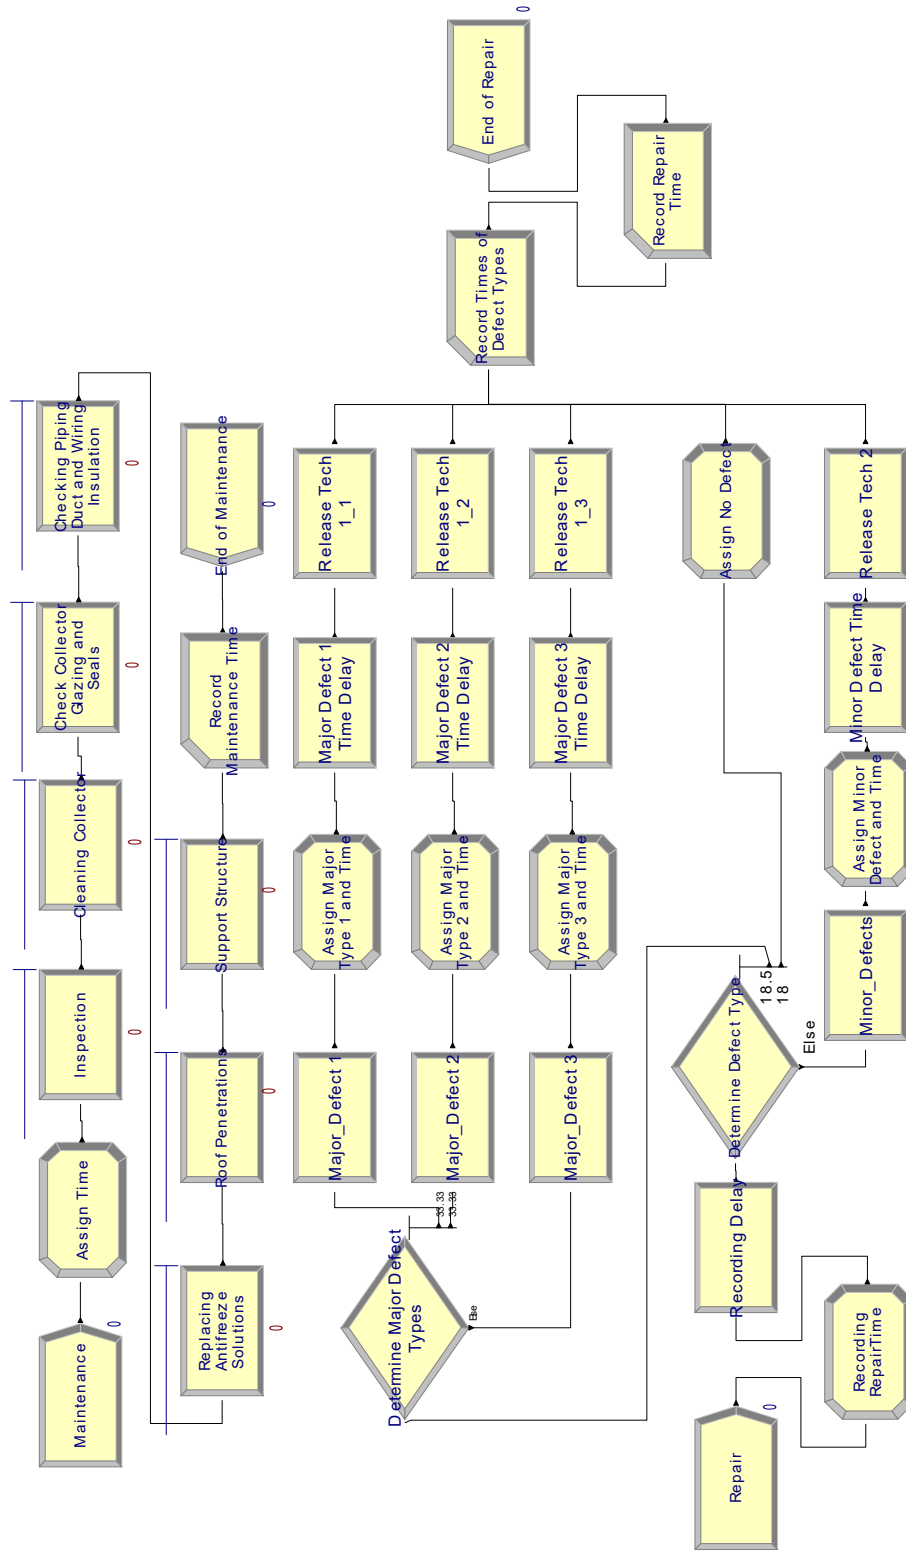 Maintenance
0
Assign Time
Inspection
0
Cleaning Collector
0
Check Collector
Glazing and
Seals
0
Checking Piping
Duct and Wiring
Insulation
0
Replacing
Antifreeze
Solutions
0
Roof Penetrations
0
Support Structure
0
Record
Maintenance Time
End of Maintenance
0
Determine Major Defect
Types
33.33
33.33
Else
Major_Defect 1
Assign Major
Type 1 and Time
Major Defect 1
Time Delay
Release Tech
1_1
Major_Defect 2
Assign Major
Type 2 and Time
Major Defect 2
Time Delay
Release Tech
1_2
Major_Defect 3
Assign Major
Type 3 and Time
Major Defect 3
Time Delay
Release Tech
1_3
Record Times of
Defect Types
End of Repair
0
Record Repair
Time
Repair
0
Recording
RepairTime
Recording Delay
Determine Defect Type
18.5
18
Else
Assign No Defect
Minor_Defects
Assign Minor
Defect and Time
Minor Defect Time
Delay
Release Tech 2